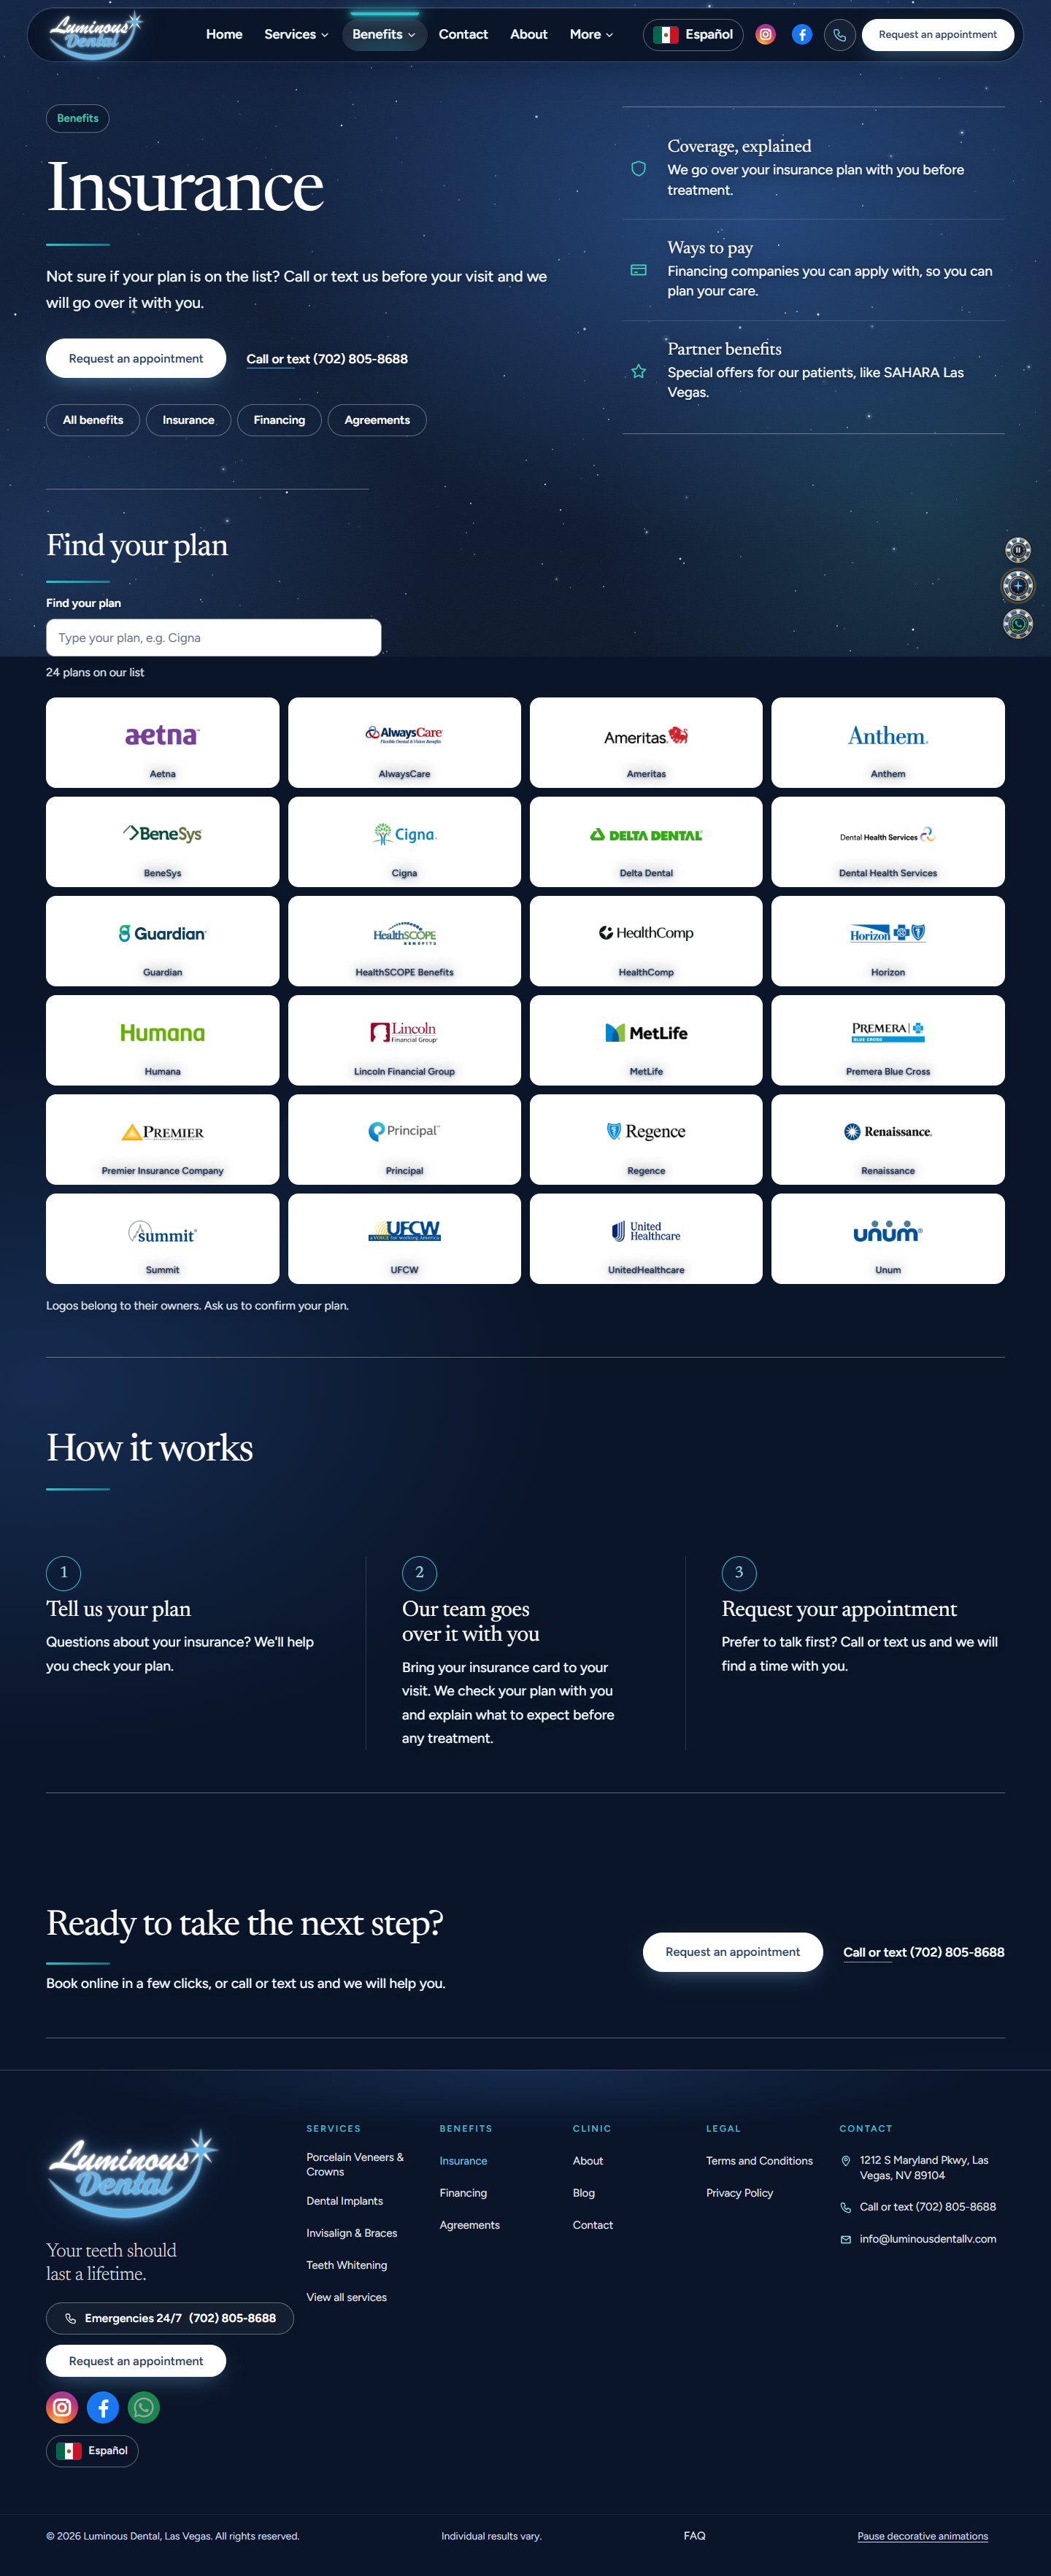 Luminous
Dental
Home
Services
Benefits
Contact
About
More
Español
Request an appointment
Benefits
Insurance
Not sure if your plan is on the list? Call or text us before your visit and we
will go over it with you.
Request an appointment
Call or text (702) 805-8688
All benefits
Insurance
Financing
Agreements
Coverage, explained
We go over your insurance plan with you before
treatment.
Ways to pay
Financing companies you can apply with, so you can
plan your care.
Partner benefits
Special offers for our patients, like SAHARA Las
Vegas.
Find your plan
Find your plan
Type your plan, e.g. Cigna
24 plans on our list
aetna
Aetna
AlwaysCare
Flexible Dental & Vision Benefits
AlwaysCare
Ameritas
Ameritas
Anthem
Anthem
BeneSys
BeneSys
Cigna
Cigna
DELTA DENTAL
Delta Dental
Dental Health Services
Dental Health Services
Guardian
Guardian
HealthSCOPE
BENEFITS
HealthSCOPE Benefits
HealthComp
HealthComp
Horizon
Horizon
Humana
Humana
Lincoln
Financial Group
Lincoln Financial Group
MetLife
MetLife
PREMERA
BLUE CROSS
Premera Blue Cross
PREMIER
Premier Insurance Company
Principal
Principal
Regence
Regence
Renaissance
Renaissance
summit
Summit
UFCW
a VOICE for working America
UFCW
United
Healthcare
UnitedHealthcare
unum
Unum
Logos belong to their owners. Ask us to confirm your plan.
How it works
1
Tell us your plan
Questions about your insurance? We'll help
you check your plan.
2
Our team goes
over it with you
Bring your insurance card to your
visit. We check your plan with you
and explain what to expect before
any treatment.
3
Request your appointment
Prefer to talk first? Call or text us and we will
find a time with you.
Ready to take the next step?
Book online in a few clicks, or call or text us and we will help you.
Request an appointment
Call or text (702) 805-8688
Luminous
Dental
Your teeth should
last a lifetime.
Emergencies 24/7 (702) 805-8688
Request an appointment
Español
SERVICES
Porcelain Veneers &
Crowns
Dental Implants
Invisalign & Braces
Teeth Whitening
View all services
BENEFITS
Insurance
Financing
Agreements
CLINIC
About
Blog
Contact
LEGAL
Terms and Conditions
Privacy Policy
CONTACT
1212 S Maryland Pkwy, Las
Vegas, NV 89104
Call or text (702) 805-8688
info@luminousdentallv.com
© 2026 Luminous Dental, Las Vegas. All rights reserved.
Individual results vary.
FAQ
Pause decorative animations